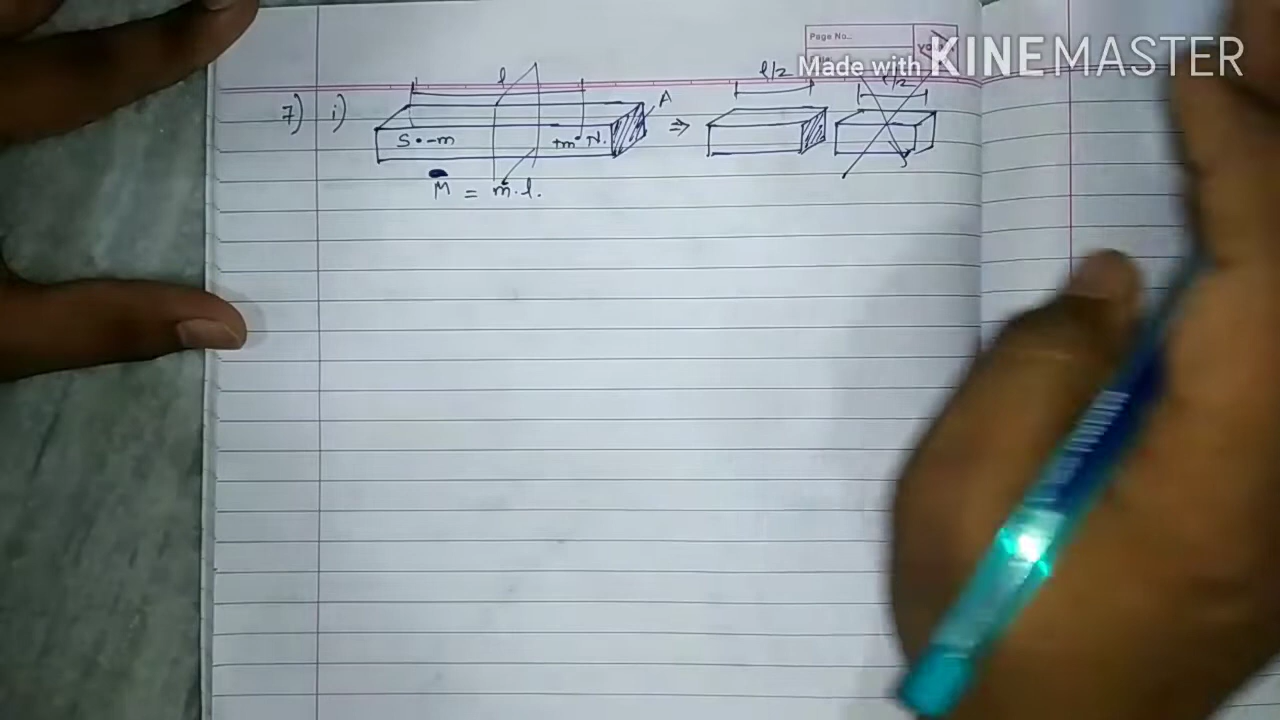 Page No..
Made with KINEMASTER
l l/2 l/2
7) i) S•-m +m• N. A ⇒
M = m.l.